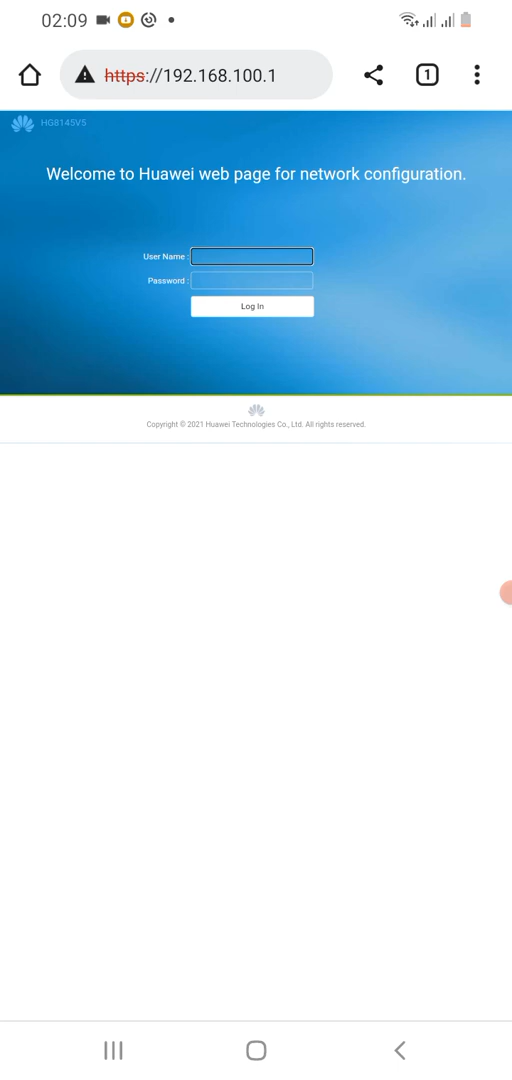 02:09
https://192.168.100.1
1
HG8145V5
Welcome to Huawei web page for network configuration.
User Name :
Password :
Log In
Copyright © 2021 Huawei Technologies Co., Ltd. All rights reserved.